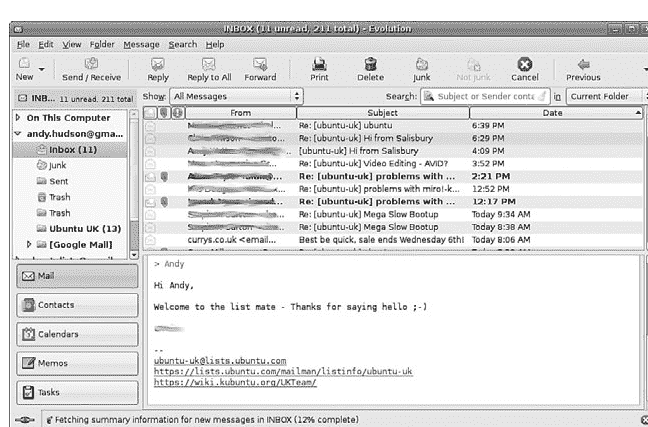 INBOX (11 unread, 211 total) - Evolution
File Edit View Folder Message Search Help
New Send / Receive Reply Reply to All Forward Print Delete Junk Not Junk Cancel Previous
INB... 11 unread, 211 total Show: All Messages Search: Subject or Sender conta in Current Folder
On This Computer
andy.hudson@gma...
Inbox (11)
Junk
Sent
Trash
Trash
Ubuntu UK (13)
[Google Mail]
From Subject Date
Re: [ubuntu-uk] ubuntu 6:39 PM
Re: [ubuntu-uk] Hi from Salisbury 6:29 PM
[ubuntu-uk] Hi from Salisbury 4:09 PM
Re: [ubuntu-uk] Video Editing - AVID? 3:52 PM
Re: [ubuntu-uk] problems with ... 2:21 PM
Re: [ubuntu-uk] problems with miro!-k... 12:52 PM
Re: [ubuntu-uk] problems with ... 12:17 PM
Re: [ubuntu-uk] Mega Slow Bootup Today 9:34 AM
Re: [ubuntu-uk] Mega Slow Bootup Today 8:38 AM
currys.co.uk <email... Best be quick, sale ends Wednesday 6th! Today 8:06 AM
Mail
Contacts
Calendars
Memos
Tasks
> Andy
Hi Andy,
Welcome to the list mate - Thanks for saying hello ;-)
--
ubuntu-uk@lists.ubuntu.com
https://lists.ubuntu.com/mailman/listinfo/ubuntu-uk
https://wiki.kubuntu.org/UKTeam/
Fetching summary information for new messages in INBOX (12% complete)